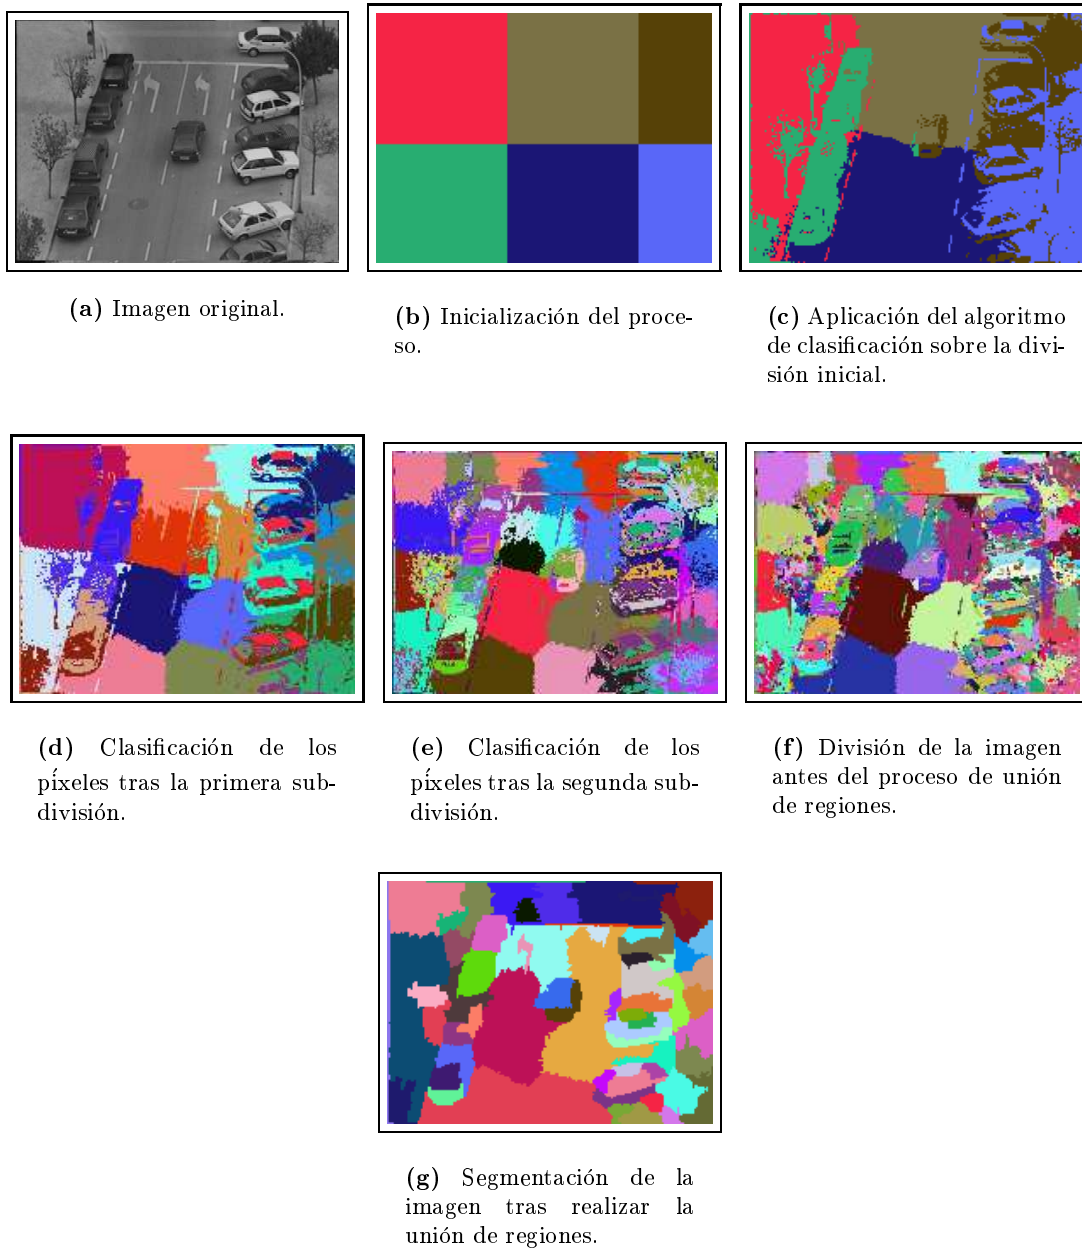 (a) Imagen original.
(b) Inicialización del proce-
so.
(c) Aplicación del algoritmo
de clasificación sobre la divi-
sión inicial.
(d) Clasificación de los
píxeles tras la primera sub-
división.
(e) Clasificación de los
píxeles tras la segunda sub-
división.
(f) División de la imagen
antes del proceso de unión
de regiones.
(g) Segmentación de la
imagen tras realizar la
unión de regiones.